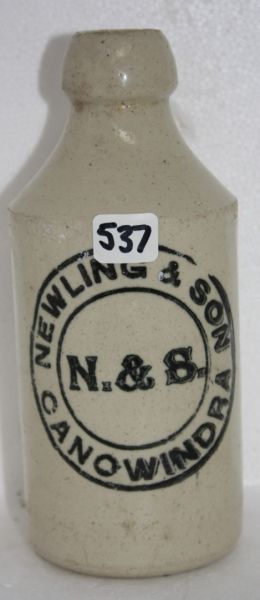 537
NEWLING & SON
N. & S.
CANOWINDRA